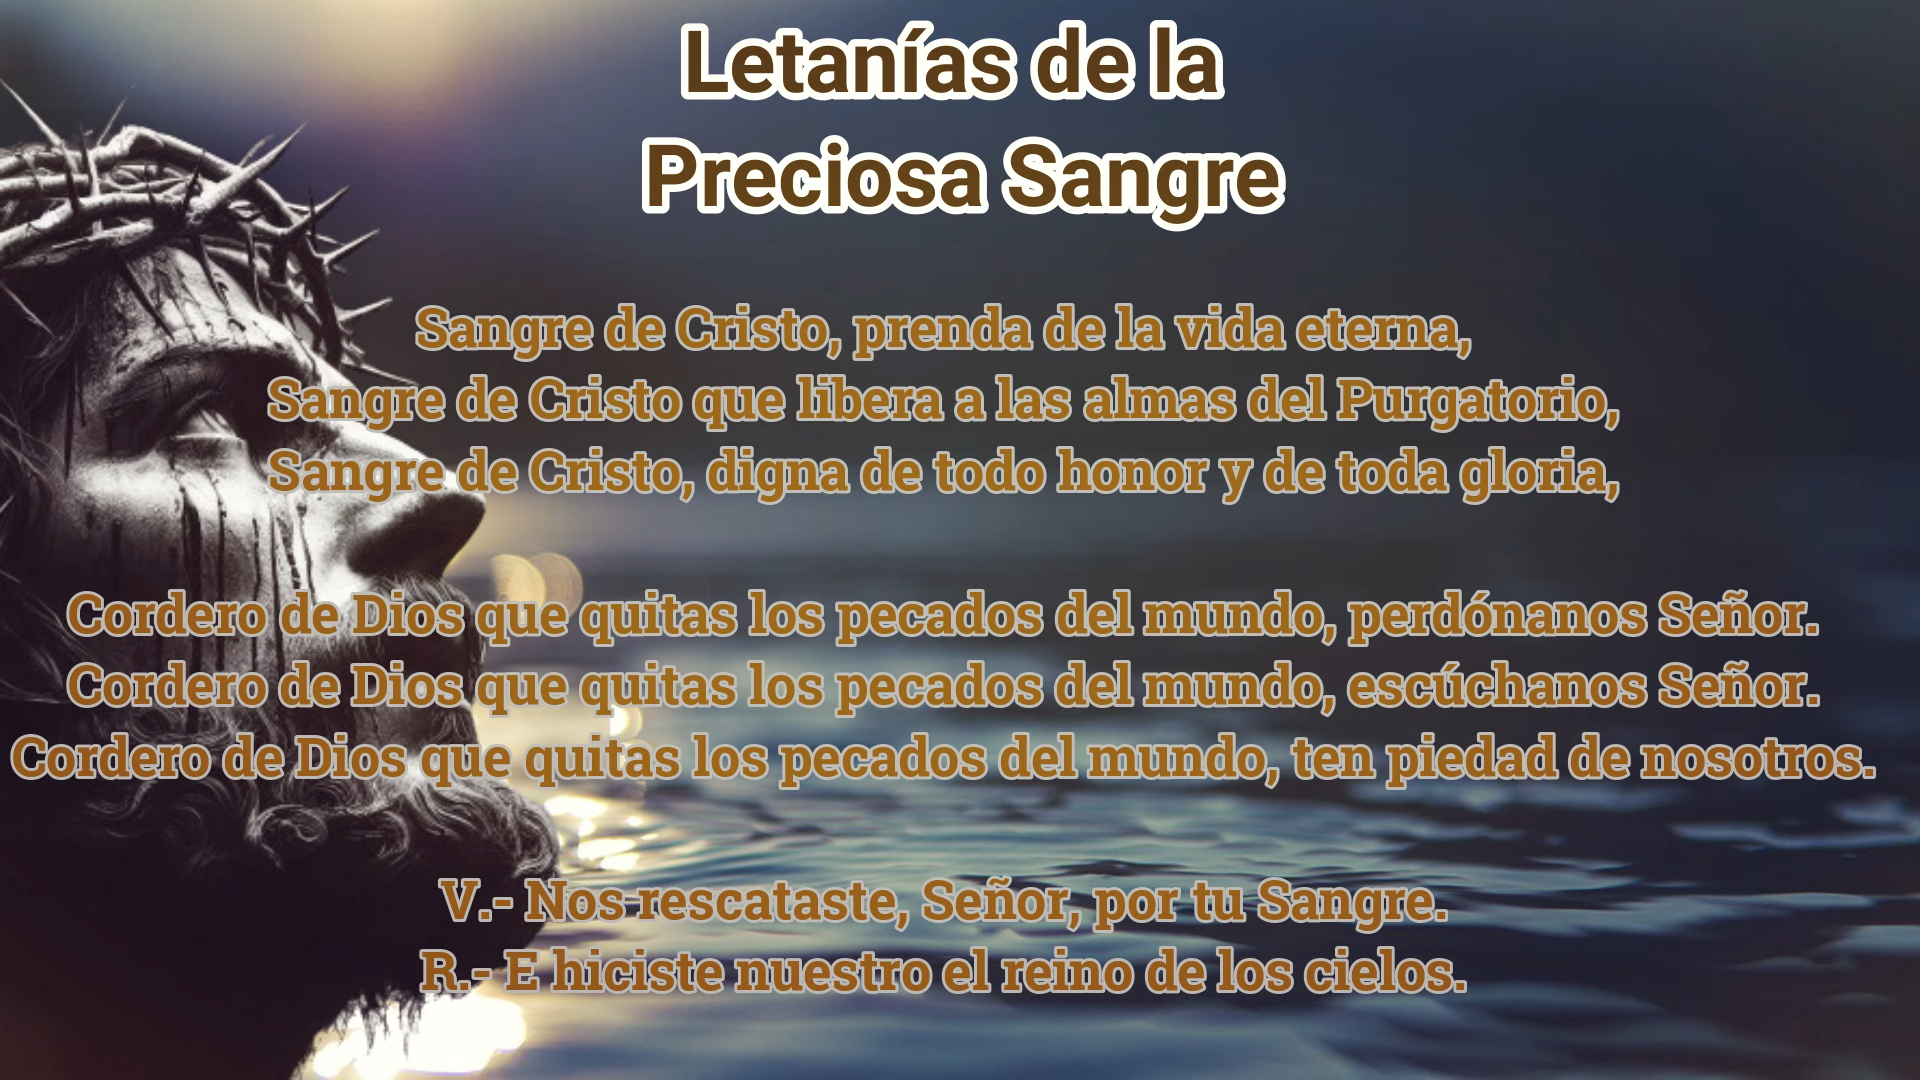 Letanías de la
Preciosa Sangre
Sangre de Cristo, prenda de la vida eterna,
Sangre de Cristo que libera a las almas del Purgatorio,
Sangre de Cristo, digna de todo honor y de toda gloria,
Cordero de Dios que quitas los pecados del mundo, perdónanos Señor.
Cordero de Dios que quitas los pecados del mundo, escúchanos Señor.
Cordero de Dios que quitas los pecados del mundo, ten piedad de nosotros.
V.- Nos rescataste, Señor, por tu Sangre.
R.- E hiciste nuestro el reino de los cielos.